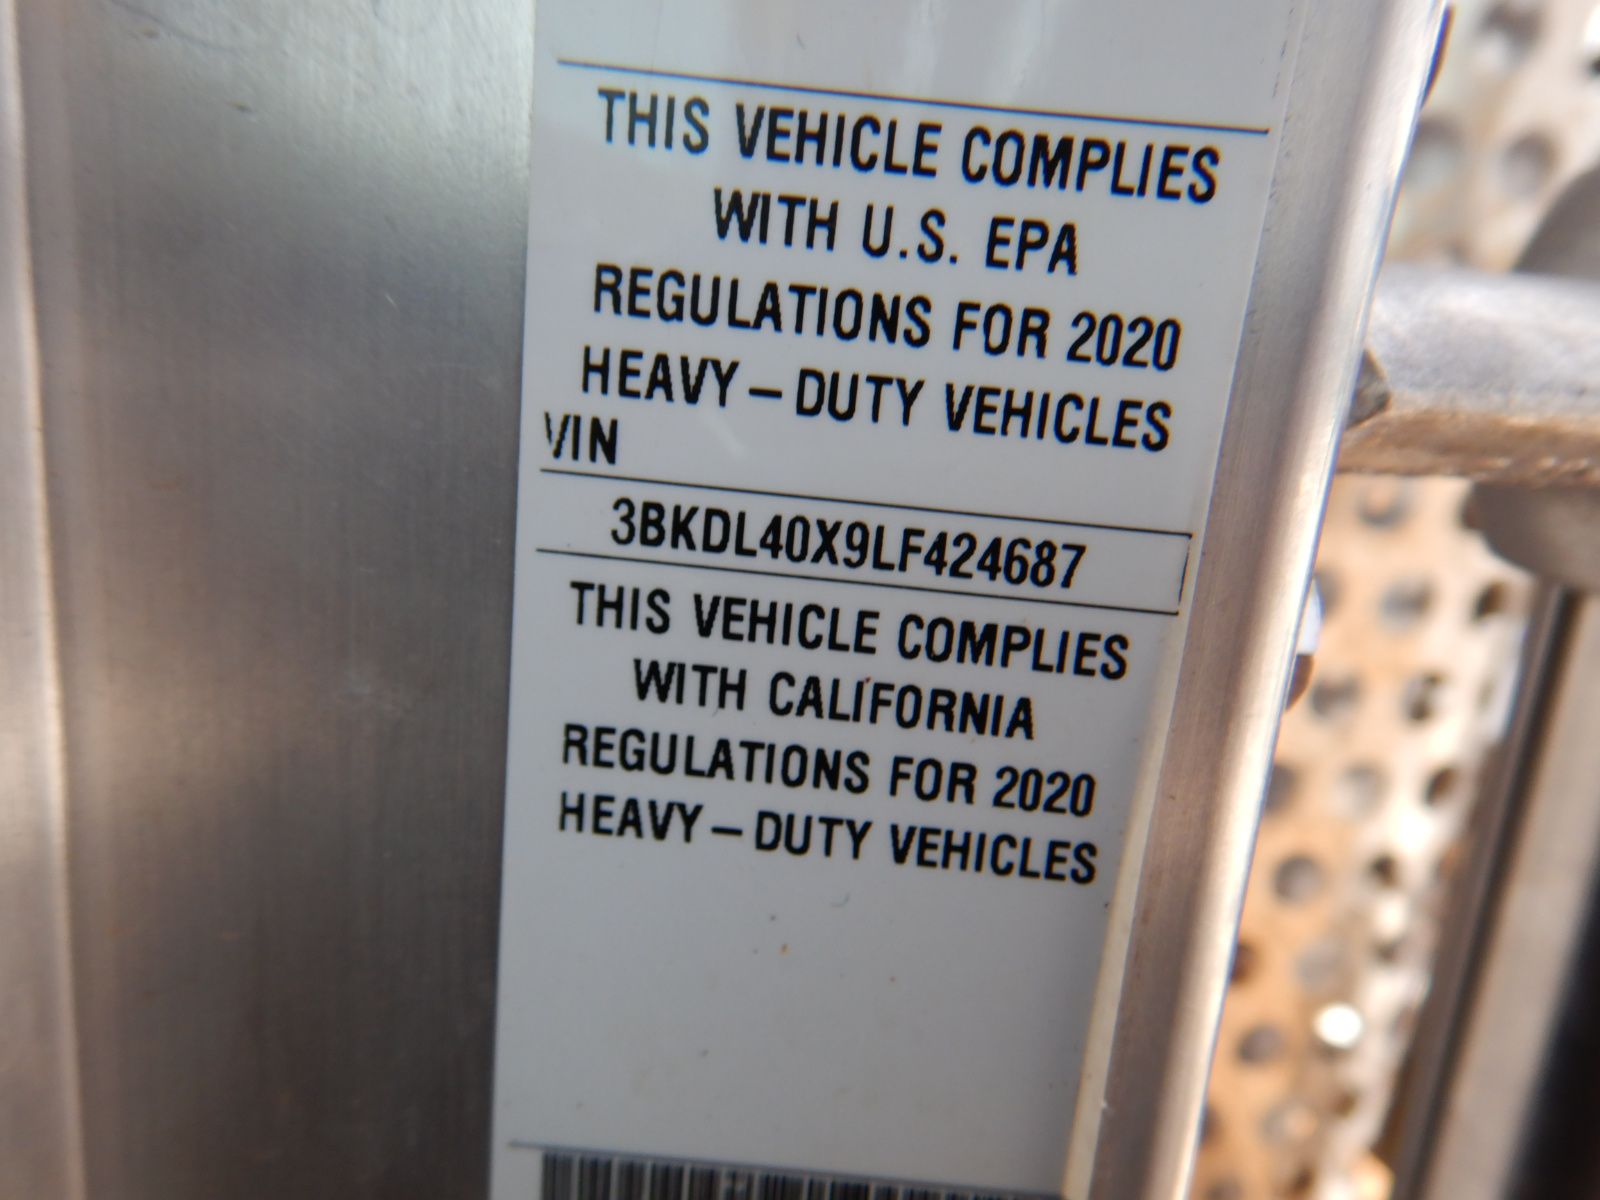 THIS VEHICLE COMPLIES
WITH U.S. EPA
REGULATIONS FOR 2020
HEAVY – DUTY VEHICLES
VIN
3BKDL40X9LF424687
THIS VEHICLE COMPLIES
WITH CALIFORNIA
REGULATIONS FOR 2020
HEAVY – DUTY VEHICLES